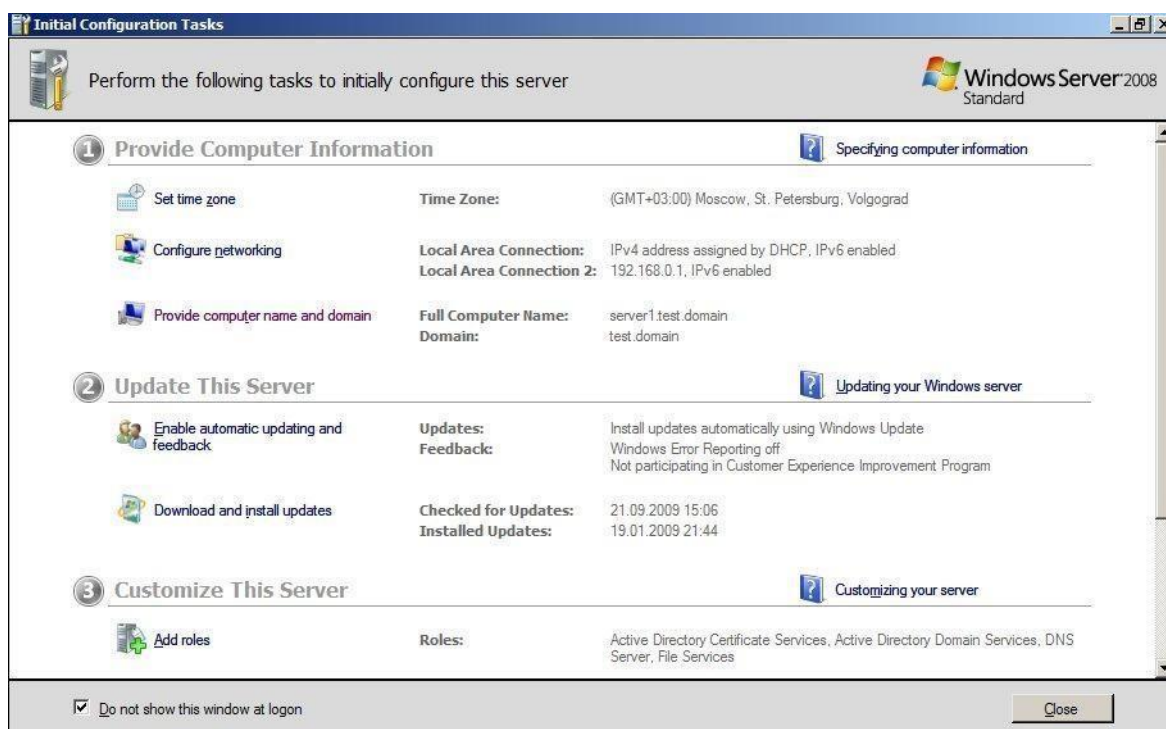 Initial Configuration Tasks
Perform the following tasks to initially configure this server
Windows Server 2008
Standard
1 Provide Computer Information
Specifying computer information
Set time zone
Time Zone: (GMT+03:00) Moscow, St. Petersburg, Volgograd
Configure networking
Local Area Connection: IPv4 address assigned by DHCP, IPv6 enabled
Local Area Connection 2: 192.168.0.1, IPv6 enabled
Provide computer name and domain
Full Computer Name: server1.test.domain
Domain: test.domain
2 Update This Server
Updating your Windows server
Enable automatic updating and
feedback
Updates: Install updates automatically using Windows Update
Feedback: Windows Error Reporting off
Not participating in Customer Experience Improvement Program
Download and install updates
Checked for Updates: 21.09.2009 15:06
Installed Updates: 19.01.2009 21:44
3 Customize This Server
Customizing your server
Add roles
Roles: Active Directory Certificate Services, Active Directory Domain Services, DNS
Server, File Services
Do not show this window at logon
Close